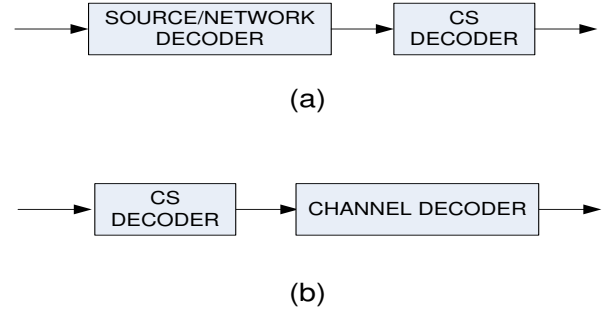 SOURCE/NETWORK
DECODER
CS
DECODER
(a)
CS
DECODER
CHANNEL DECODER
(b)